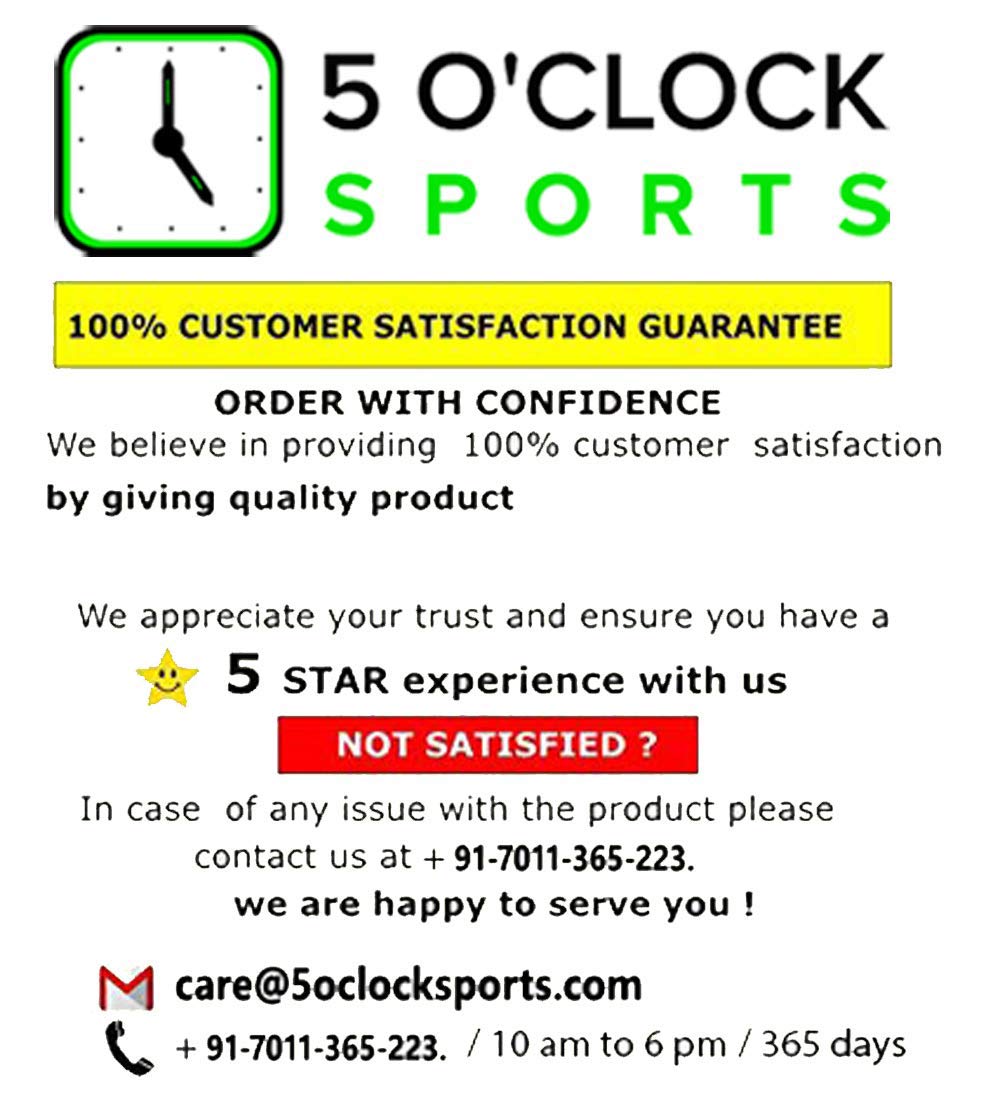 5 O'CLOCK
SPORTS
100% CUSTOMER SATISFACTION GUARANTEE
ORDER WITH CONFIDENCE
We believe in providing 100% customer satisfaction
by giving quality product
We appreciate your trust and ensure you have a
5 STAR experience with us
NOT SATISFIED ?
In case of any issue with the product please
contact us at + 91-7011-365-223.
we are happy to serve you !
care@5oclocksports.com
+ 91-7011-365-223. / 10 am to 6 pm / 365 days